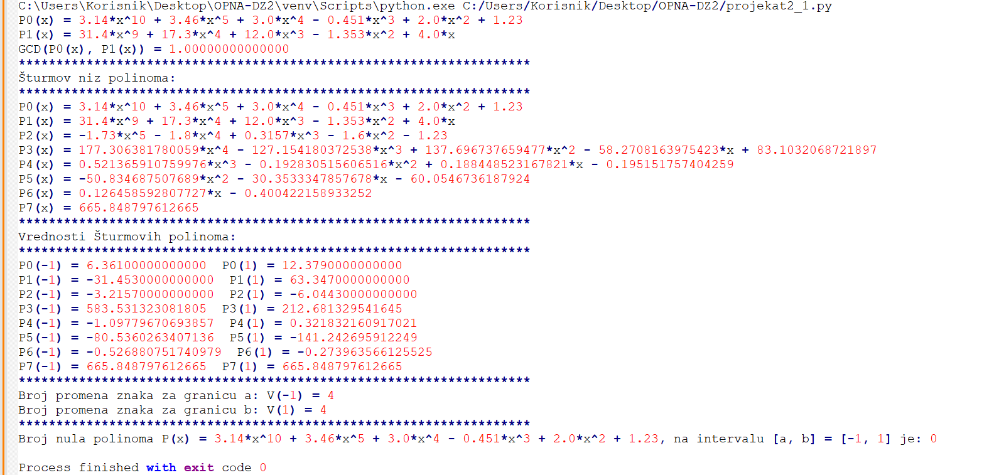 C:\Users\Korisnik\Desktop\OPNA-DZ2\venv\Scripts\python.exe C:/Users/Korisnik/Desktop/OPNA-DZ2/projekat2_1.py
P0(x) = 3.14*x^10 + 3.46*x^5 + 3.0*x^4 - 0.451*x^3 + 2.0*x^2 + 1.23
P1(x) = 31.4*x^9 + 17.3*x^4 + 12.0*x^3 - 1.353*x^2 + 4.0*x
GCD(P0(x), P1(x)) = 1.00000000000000
********************************************************************
Šturmov niz polinoma:
********************************************************************
P0(x) = 3.14*x^10 + 3.46*x^5 + 3.0*x^4 - 0.451*x^3 + 2.0*x^2 + 1.23
P1(x) = 31.4*x^9 + 17.3*x^4 + 12.0*x^3 - 1.353*x^2 + 4.0*x
P2(x) = -1.73*x^5 - 1.8*x^4 + 0.3157*x^3 - 1.6*x^2 - 1.23
P3(x) = 177.306381780059*x^4 - 127.154180372538*x^3 + 137.696737659477*x^2 - 58.2708163975423*x + 83.1032068721897
P4(x) = 0.521365910759976*x^3 - 0.192830515606516*x^2 + 0.188448523167821*x - 0.195151757404259
P5(x) = -50.834687507689*x^2 - 30.3533347857678*x - 60.0546736187924
P6(x) = 0.126458592807727*x - 0.400422158933252
P7(x) = 665.848797612665
********************************************************************
Vrednosti Šturmovih polinoma:
********************************************************************
P0(-1) = 6.36100000000000  P0(1) = 12.3790000000000
P1(-1) = -31.4530000000000  P1(1) = 63.3470000000000
P2(-1) = -3.21570000000000  P2(1) = -6.04430000000000
P3(-1) = 583.531323081805  P3(1) = 212.681329541645
P4(-1) = -1.09779670693857  P4(1) = 0.321832160917021
P5(-1) = -80.5360263407136  P5(1) = -141.242695912249
P6(-1) = -0.526880751740979  P6(1) = -0.273963566125525
P7(-1) = 665.848797612665  P7(1) = 665.848797612665
********************************************************************
Broj promena znaka za granicu a: V(-1) = 4
Broj promena znaka za granicu b: V(1) = 4
********************************************************************
Broj nula polinoma P(x) = 3.14*x^10 + 3.46*x^5 + 3.0*x^4 - 0.451*x^3 + 2.0*x^2 + 1.23, na intervalu [a, b] = [-1, 1] je: 0
Process finished with exit code 0